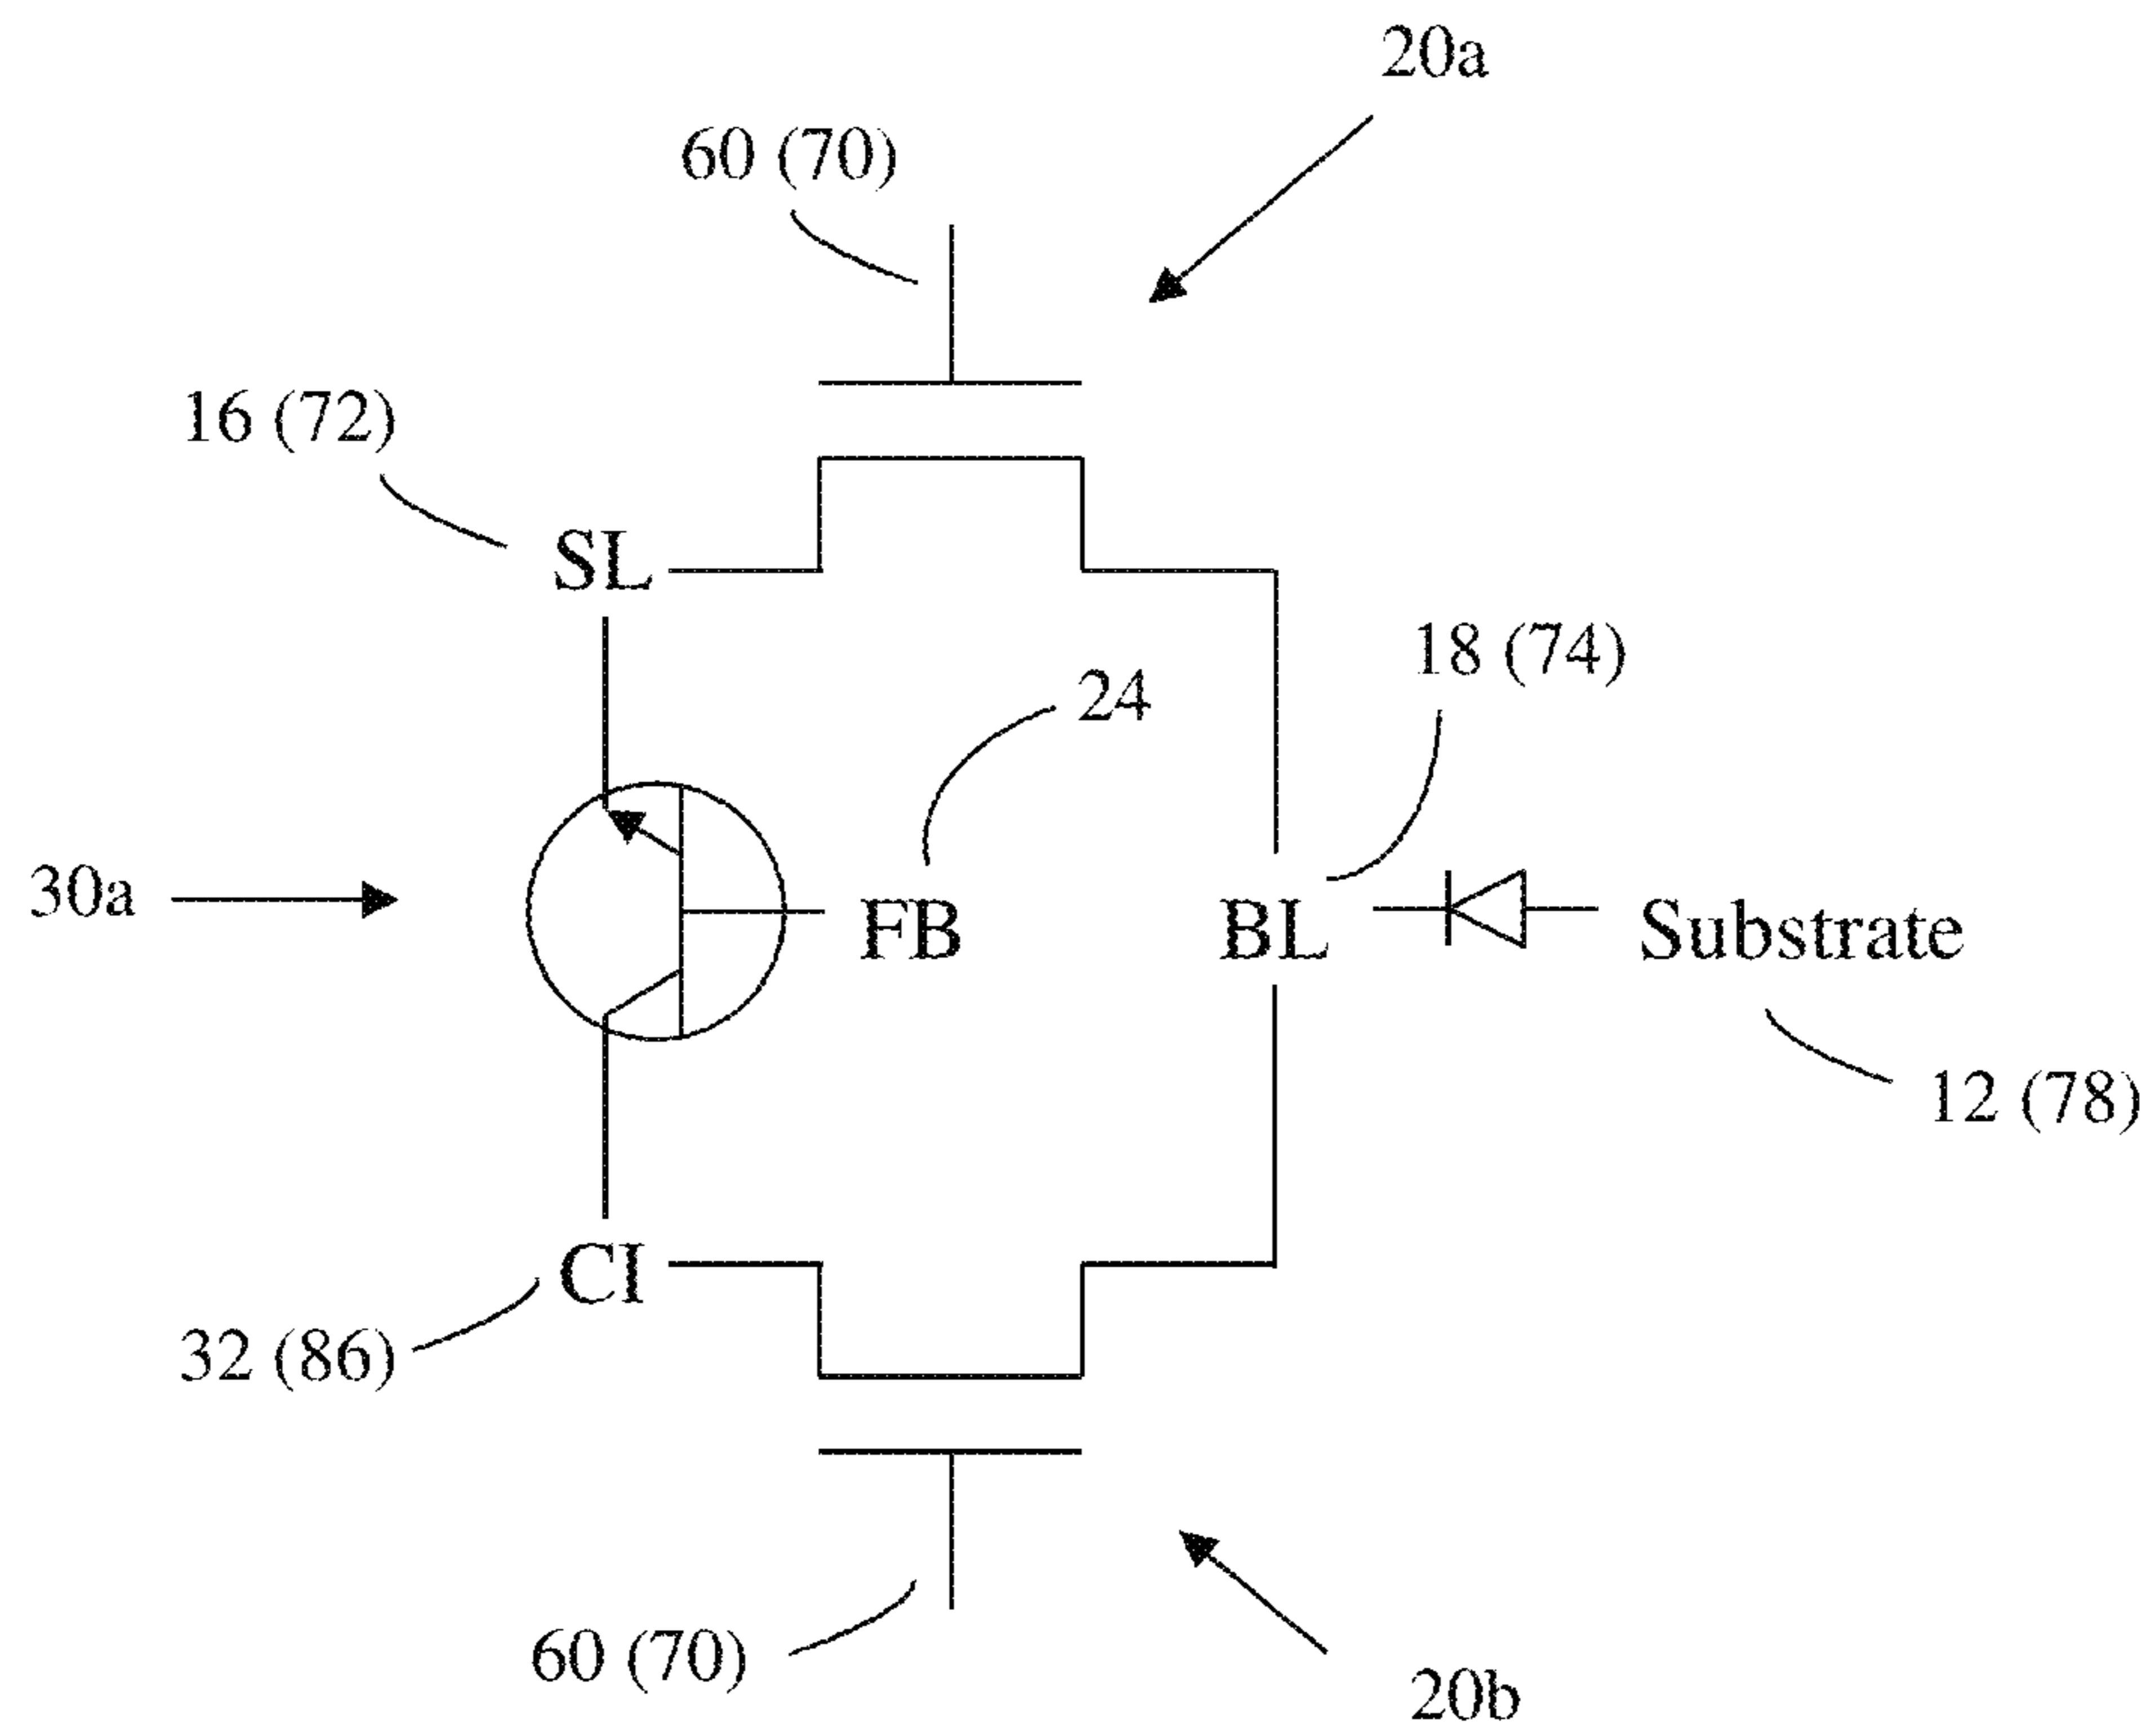 20a
60 (70)
16 (72)
SL
18 (74)
24
30a
FB
BL
Substrate
12 (78)
CI
32 (86)
60 (70)
20b